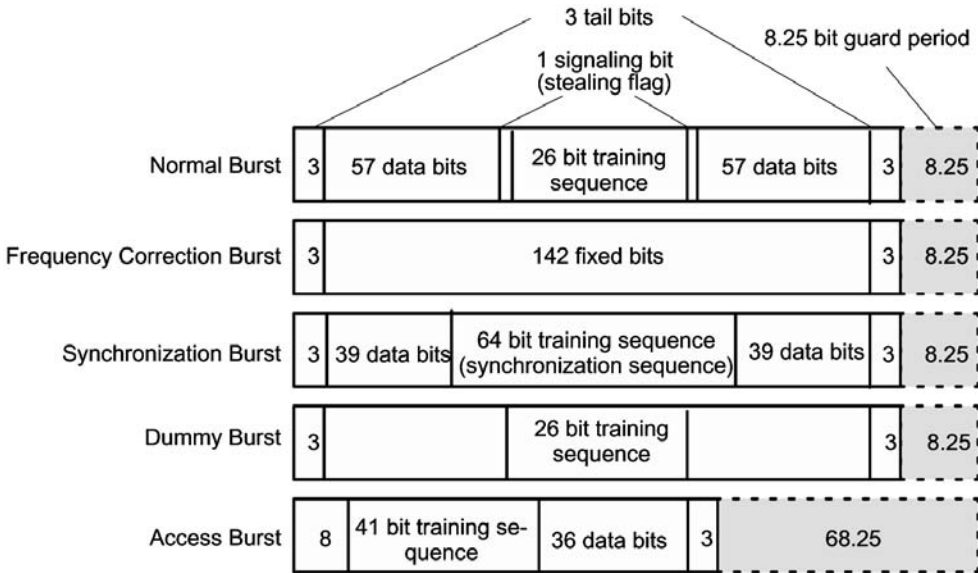 3 tail bits
8.25 bit guard period
1 signaling bit
(stealing flag)
Normal Burst
3
57 data bits
26 bit training
sequence
57 data bits
3
8.25
Frequency Correction Burst
3
142 fixed bits
3
8.25
Synchronization Burst
3
39 data bits
64 bit training sequence
(synchronization sequence)
39 data bits
3
8.25
Dummy Burst
3
26 bit training
sequence
3
8.25
Access Burst
8
41 bit training se-
quence
36 data bits
3
68.25